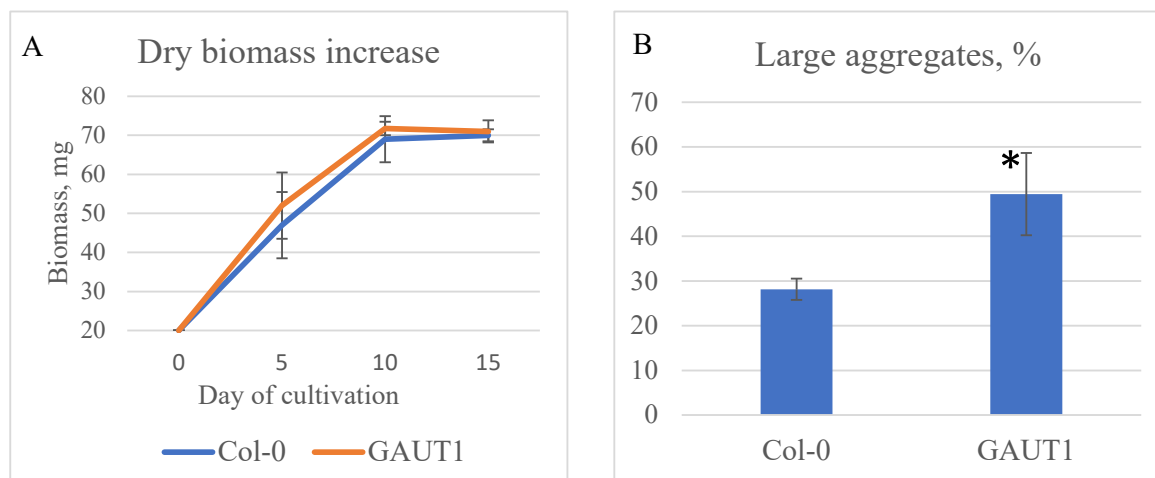 A
Dry biomass increase
80
70
60
50
40
30
20
Biomass, mg
0 5 10 15
Day of cultivation
Col-0 GAUT1
B
Large aggregates, %
70
60
50
40
30
20
10
0
*
Col-0 GAUT1